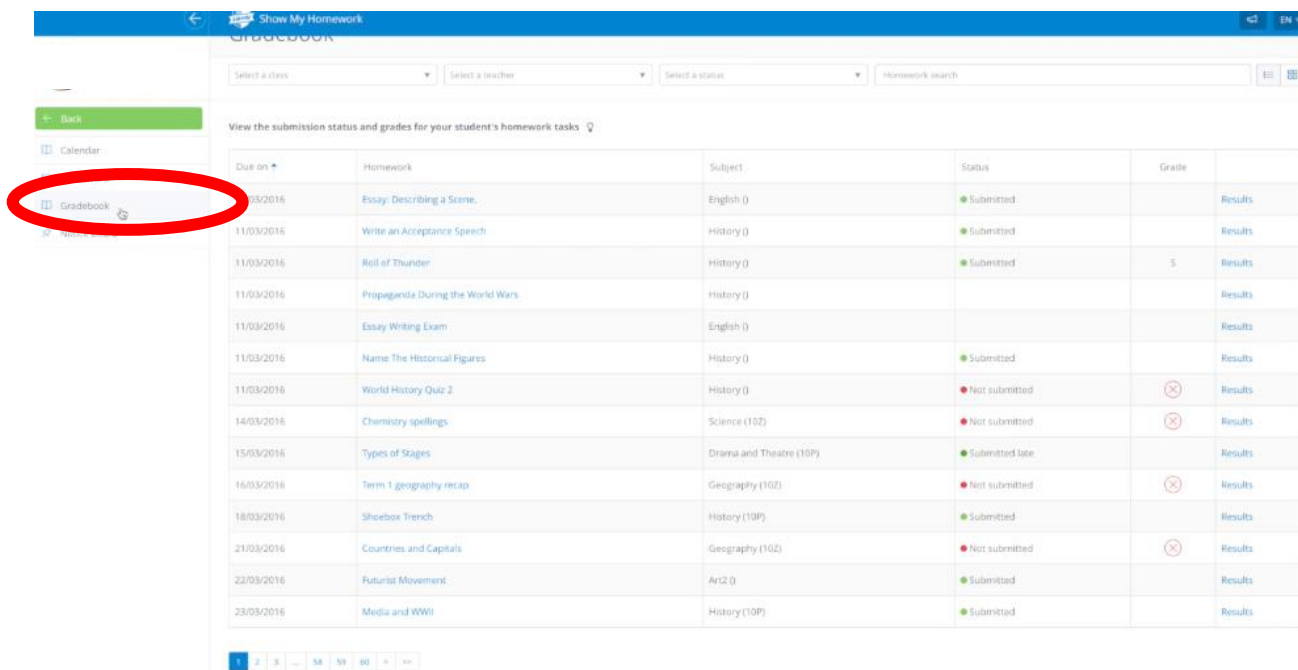 Show My Homework
EN
Gradebook
Select a class
Select a teacher
Select a status
Homework search
Back
Calendar
Gradebook
View the submission status and grades for your student's homework tasks
Due on Homework Subject Status Grade
03/2016 Essay: Describing a Scene. English () Submitted Results
11/03/2016 Write an Acceptance Speech History () Submitted Results
11/03/2016 Roll of Thunder History () Submitted 5 Results
11/03/2016 Propaganda During the World Wars History () Results
11/03/2016 Essay Writing Exam English () Results
11/03/2016 Name The Historical Figures History () Submitted Results
11/03/2016 World History Quiz 2 History () Not submitted Results
14/03/2016 Chemistry spellings Science (10Z) Not submitted Results
15/03/2016 Types of Stages Drama and Theatre (10P) Submitted late Results
16/03/2016 Term 1 geography recap Geography (10Z) Not submitted Results
18/03/2016 Shoebox Trench History (10P) Submitted Results
21/03/2016 Countries and Capitals Geography (10Z) Not submitted Results
22/03/2016 Futurist Movement Art2 () Submitted Results
23/03/2016 Media and WWII History (10P) Submitted Results
1 2 3 ... 58 59 60 > >>